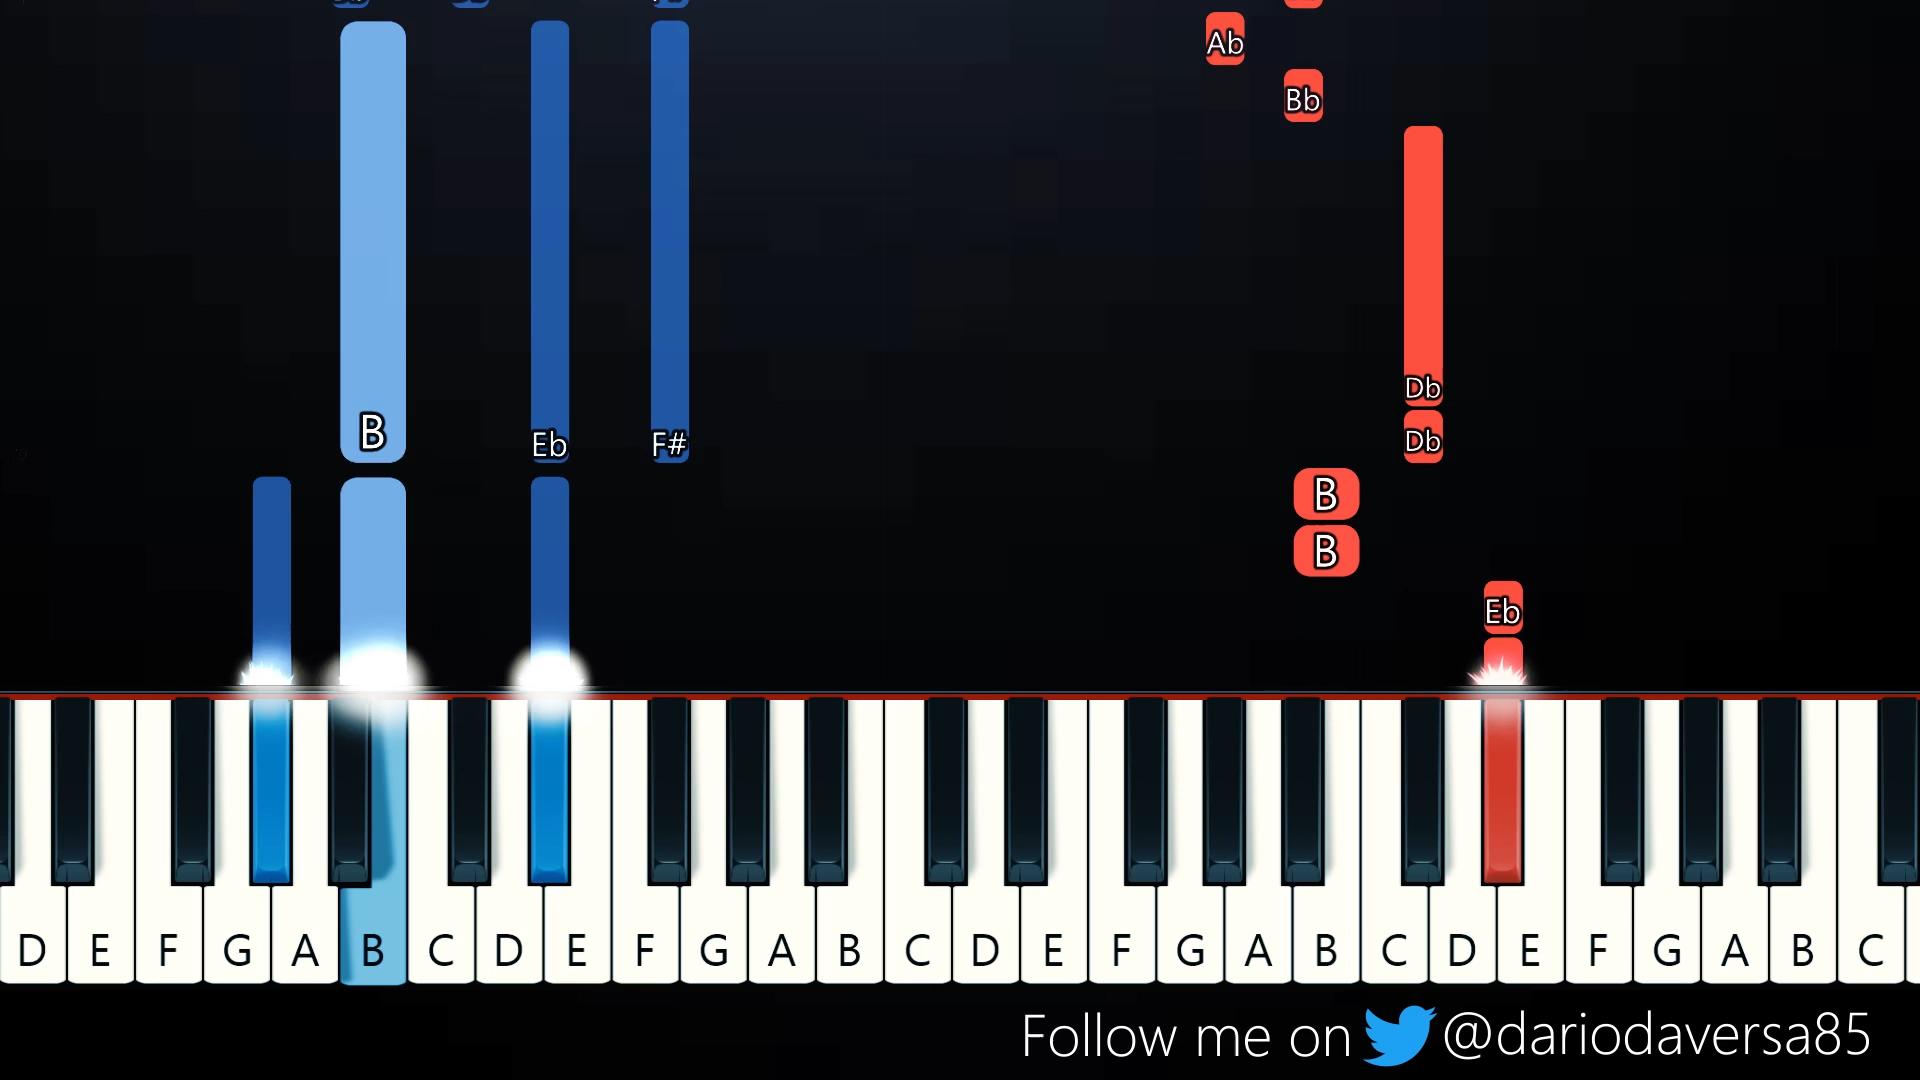 Ab
Bb
B Eb F# Db
Db
B
B
Eb
D E F G A B C D E F G A B C D E F G A B C D E F G A B C
Follow me on @dariodaversa85